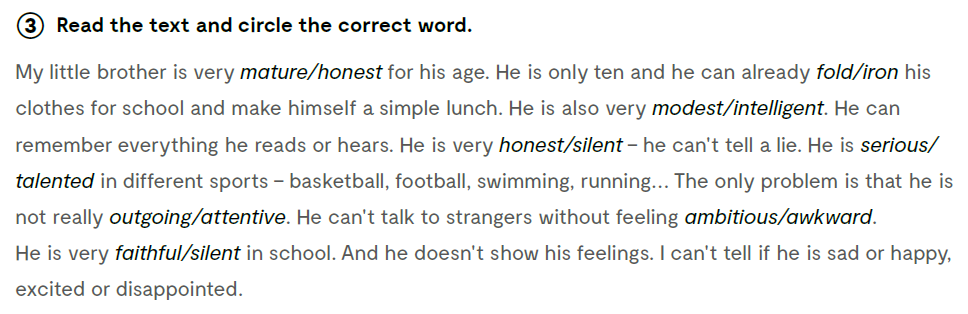 ③ Read the text and circle the correct word.
My little brother is very mature/honest for his age. He is only ten and he can already fold/iron his
clothes for school and make himself a simple lunch. He is also very modest/intelligent. He can
remember everything he reads or hears. He is very honest/silent – he can't tell a lie. He is serious/
talented in different sports – basketball, football, swimming, running... The only problem is that he is
not really outgoing/attentive. He can't talk to strangers without feeling ambitious/awkward.
He is very faithful/silent in school. And he doesn't show his feelings. I can't tell if he is sad or happy,
excited or disappointed.